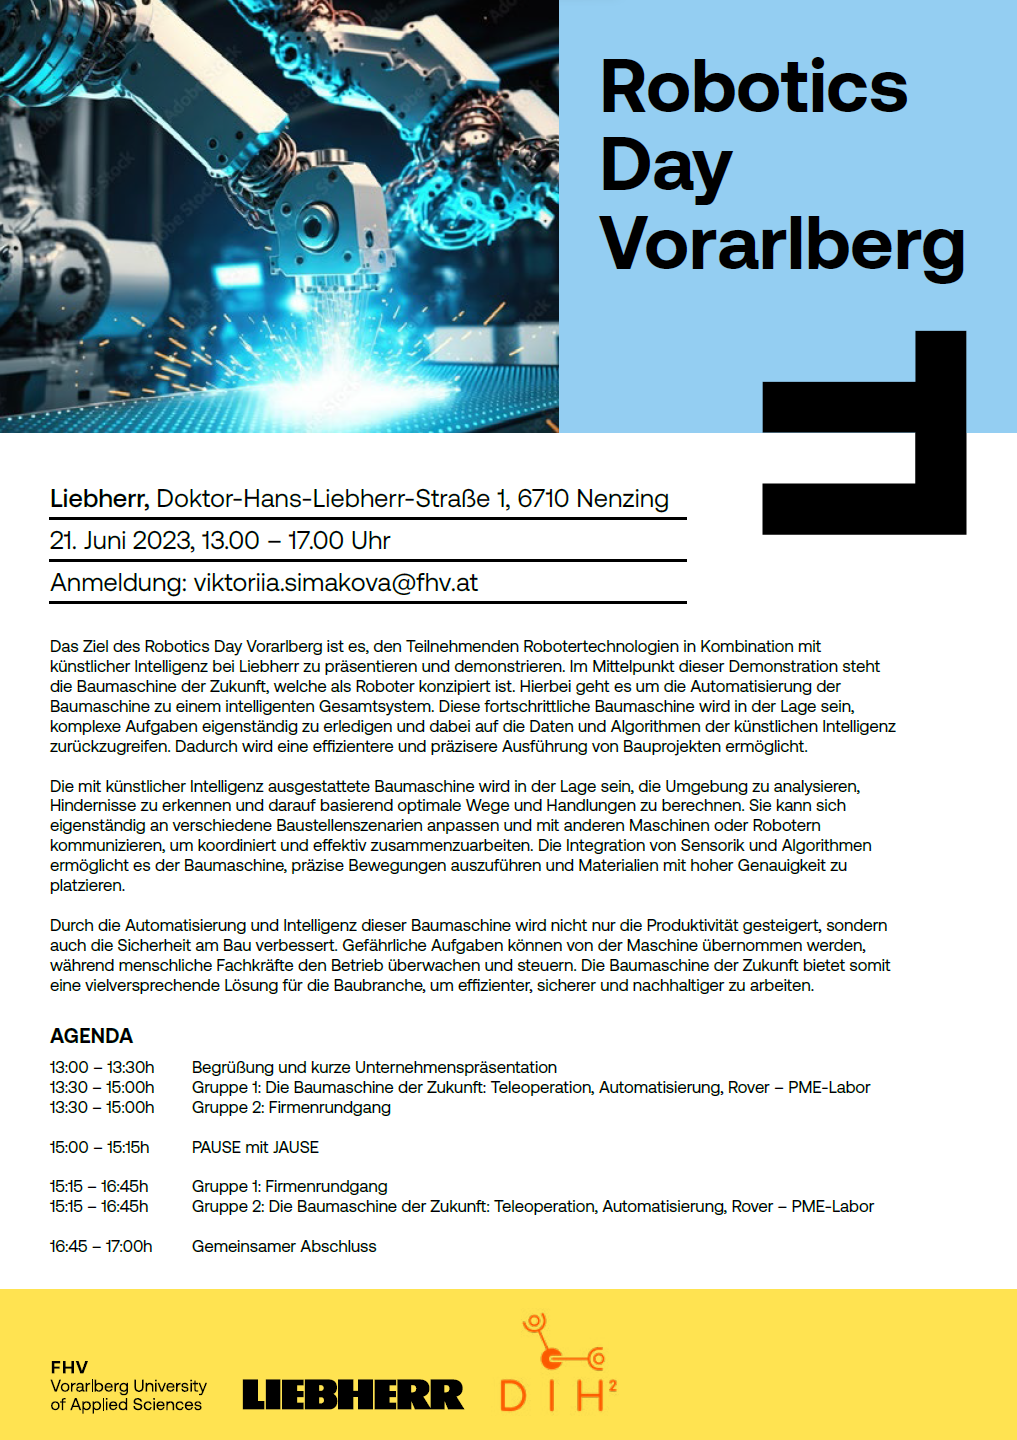 Robotics
Day
Vorarlberg
Liebherr, Doktor-Hans-Liebherr-Straße 1, 6710 Nenzing
21. Juni 2023, 13.00 – 17.00 Uhr
Anmeldung: viktoriia.simakova@fhv.at
Das Ziel des Robotics Day Vorarlberg ist es, den Teilnehmenden Robotertechnologien in Kombination mit
künstlicher Intelligenz bei Liebherr zu präsentieren und demonstrieren. Im Mittelpunkt dieser Demonstration steht
die Baumaschine der Zukunft, welche als Roboter konzipiert ist. Hierbei geht es um die Automatisierung der
Baumaschine zu einem intelligenten Gesamtsystem. Diese fortschrittliche Baumaschine wird in der Lage sein,
komplexe Aufgaben eigenständig zu erledigen und dabei auf die Daten und Algorithmen der künstlichen Intelligenz
zurückzugreifen. Dadurch wird eine effizientere und präzisere Ausführung von Bauprojekten ermöglicht.
Die mit künstlicher Intelligenz ausgestattete Baumaschine wird in der Lage sein, die Umgebung zu analysieren,
Hindernisse zu erkennen und darauf basierend optimale Wege und Handlungen zu berechnen. Sie kann sich
eigenständig an verschiedene Baustellenszenarien anpassen und mit anderen Maschinen oder Robotern
kommunizieren, um koordiniert und effektiv zusammenzuarbeiten. Die Integration von Sensorik und Algorithmen
ermöglicht es der Baumaschine, präzise Bewegungen auszuführen und Materialien mit hoher Genauigkeit zu
platzieren.
Durch die Automatisierung und Intelligenz dieser Baumaschine wird nicht nur die Produktivität gesteigert, sondern
auch die Sicherheit am Bau verbessert. Gefährliche Aufgaben können von der Maschine übernommen werden,
während menschliche Fachkräfte den Betrieb überwachen und steuern. Die Baumaschine der Zukunft bietet somit
eine vielversprechende Lösung für die Baubranche, um effizienter, sicherer und nachhaltiger zu arbeiten.
AGENDA
13:00 – 13:30h Begrüßung und kurze Unternehmenspräsentation
13:30 – 15:00h Gruppe 1: Die Baumaschine der Zukunft: Teleoperation, Automatisierung, Rover – PME-Labor
13:30 – 15:00h Gruppe 2: Firmenrundgang
15:00 – 15:15h PAUSE mit JAUSE
15:15 – 16:45h Gruppe 1: Firmenrundgang
15:15 – 16:45h Gruppe 2: Die Baumaschine der Zukunft: Teleoperation, Automatisierung, Rover – PME-Labor
16:45 – 17:00h Gemeinsamer Abschluss
FHV
Vorarlberg University
of Applied Sciences
LIEBHERR
DIH²